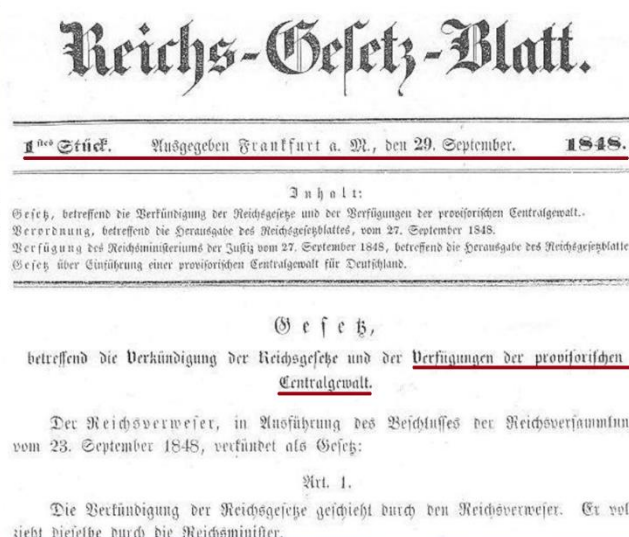 Reichs-Gesetz-Blatt.
1stes Stück. Ausgegeben Frankfurt a. M., den 29. September. 1848.
Inhalt:
Gesetz, betreffend die Verkündigung der Reichsgesetze und der Verfügungen der provisorischen Centralgewalt..
Verordnung, betreffend die Herausgabe des Reichsgesetzblattes, vom 27. September 1848.
Verfügung des Reichsministeriums der Justiz vom 27. September 1848, betreffend die Herausgabe des Reichsgesetzblatte
Gesetz über Einführung einer provisorischen Centralgewalt für Deutschland.
Gesetz,
betreffend die Verkündigung der Reichsgesetze und der Verfügungen der provisorischen
Centralgewalt.
Der Reichsverweser, in Ausführung des Beschlusses der Reichsversammlun
vom 23. September 1848, verkündet als Gesetz:
Art. 1.
Die Verkündigung der Reichsgesetze geschieht durch den Reichsverweser. Er vol
zieht dieselbe durch die Reichsminister.